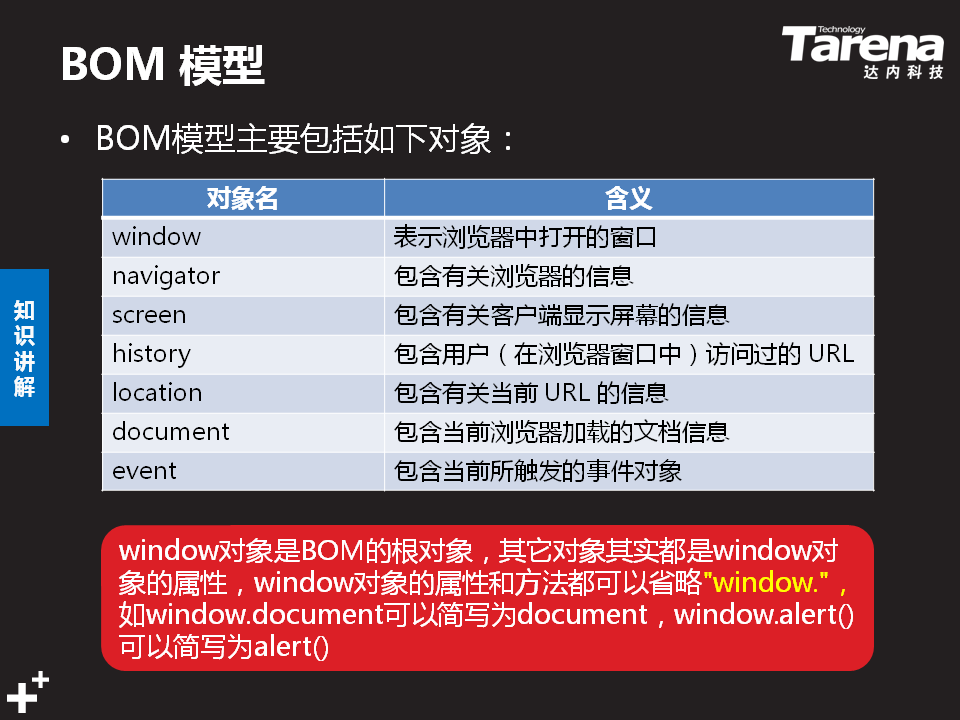 BOM 模型
Technology
Tarena
达内科技
• BOM模型主要包括如下对象：
对象名 含义
window 表示浏览器中打开的窗口
navigator 包含有关浏览器的信息
screen 包含有关客户端显示屏幕的信息
history 包含用户（在浏览器窗口中）访问过的 URL
location 包含有关当前 URL 的信息
document 包含当前浏览器加载的文档信息
event 包含当前所触发的事件对象
知识讲解
window对象是BOM的根对象，其它对象其实都是window对
象的属性，window对象的属性和方法都可以省略"window."，
如window.document可以简写为document，window.alert()
可以简写为alert()